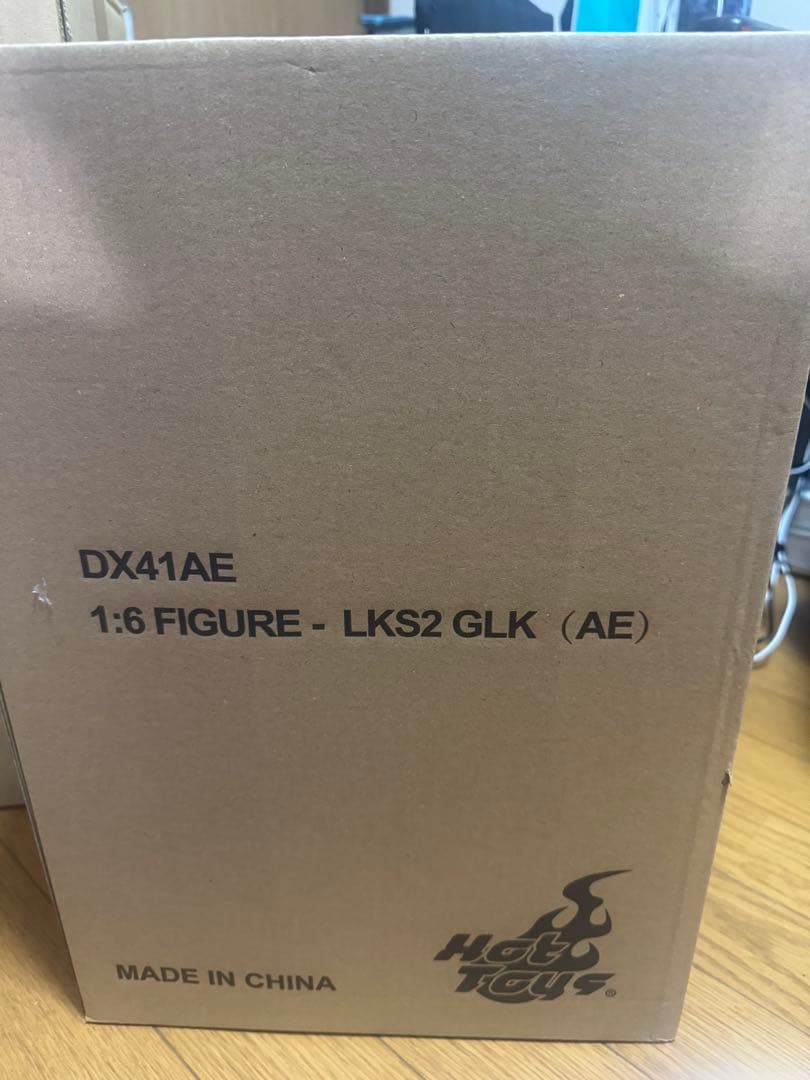 DX41AE
1:6 FIGURE - LKS2 GLK（AE）
Hot
Toys®
MADE IN CHINA